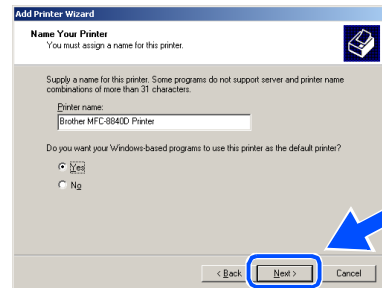 Add Printer Wizard
Name Your Printer
You must assign a name for this printer.
Supply a name for this printer. Some programs do not support server and printer name
combinations of more than 31 characters.
Printer name:
Brother MFC-8840D Printer
Do you want your Windows-based programs to use this printer as the default printer?
Yes
No
< Back Next > Cancel